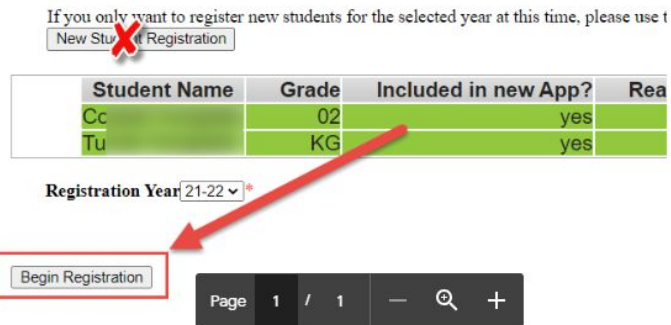 If you only want to register new students for the selected year at this time, please use t
New Student Registration
Student Name Grade Included in new App? Rea
Co 02 yes
Tu KG yes
Registration Year 21-22 *
Begin Registration
Page 1 / 1